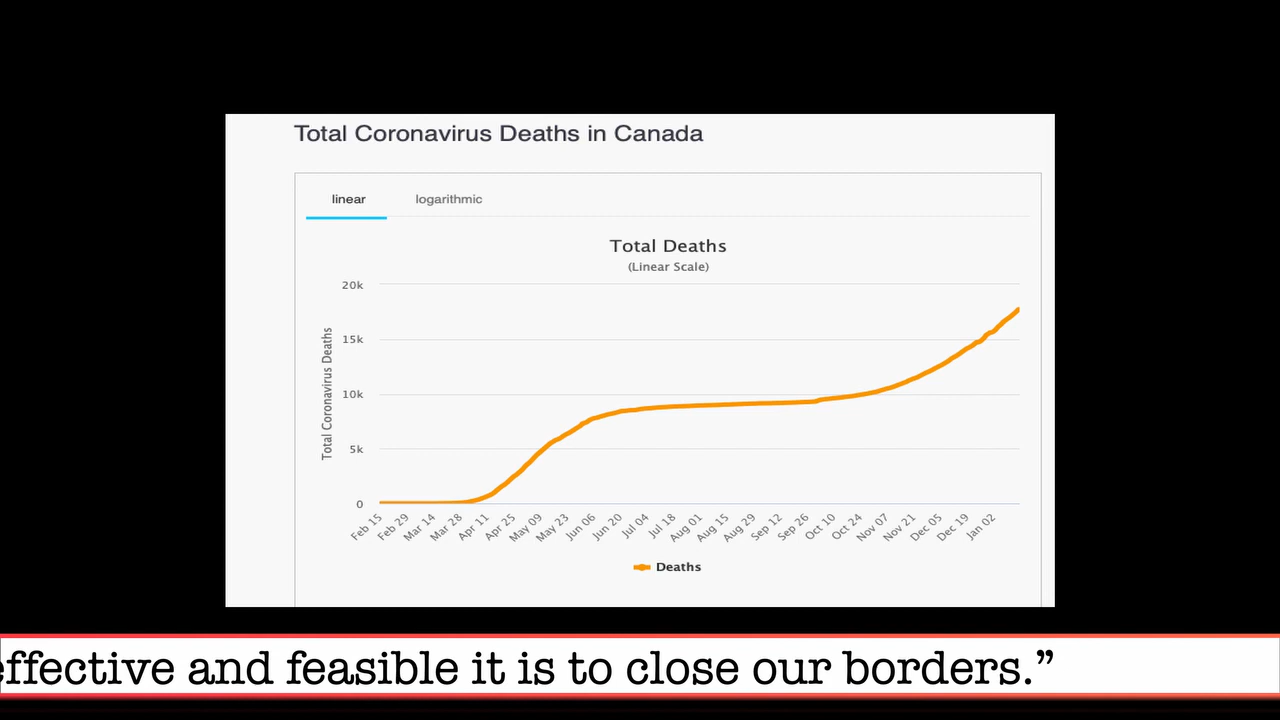 Total Coronavirus Deaths in Canada
linear logarithmic
Total Deaths
(Linear Scale)
Total Coronavirus Deaths
20k
15k
10k
5k
0
Feb 15 Feb 29 Mar 14 Mar 28 Apr 11 Apr 25 May 09 May 23 Jun 06 Jun 20 Jul 04 Jul 18 Aug 01 Aug 15 Aug 29 Sep 12 Sep 26 Oct 10 Oct 24 Nov 07 Nov 21 Dec 05 Dec 19 Jan 02
Deaths
effective and feasible it is to close our borders.”